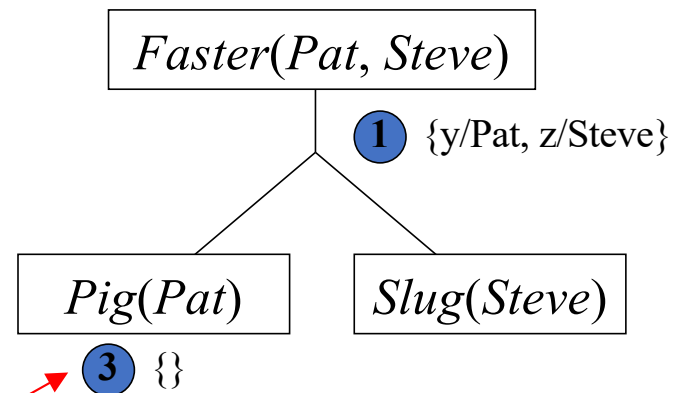 Faster(Pat, Steve)
1 {y/Pat, z/Steve}
Pig(Pat) Slug(Steve)
3 {}